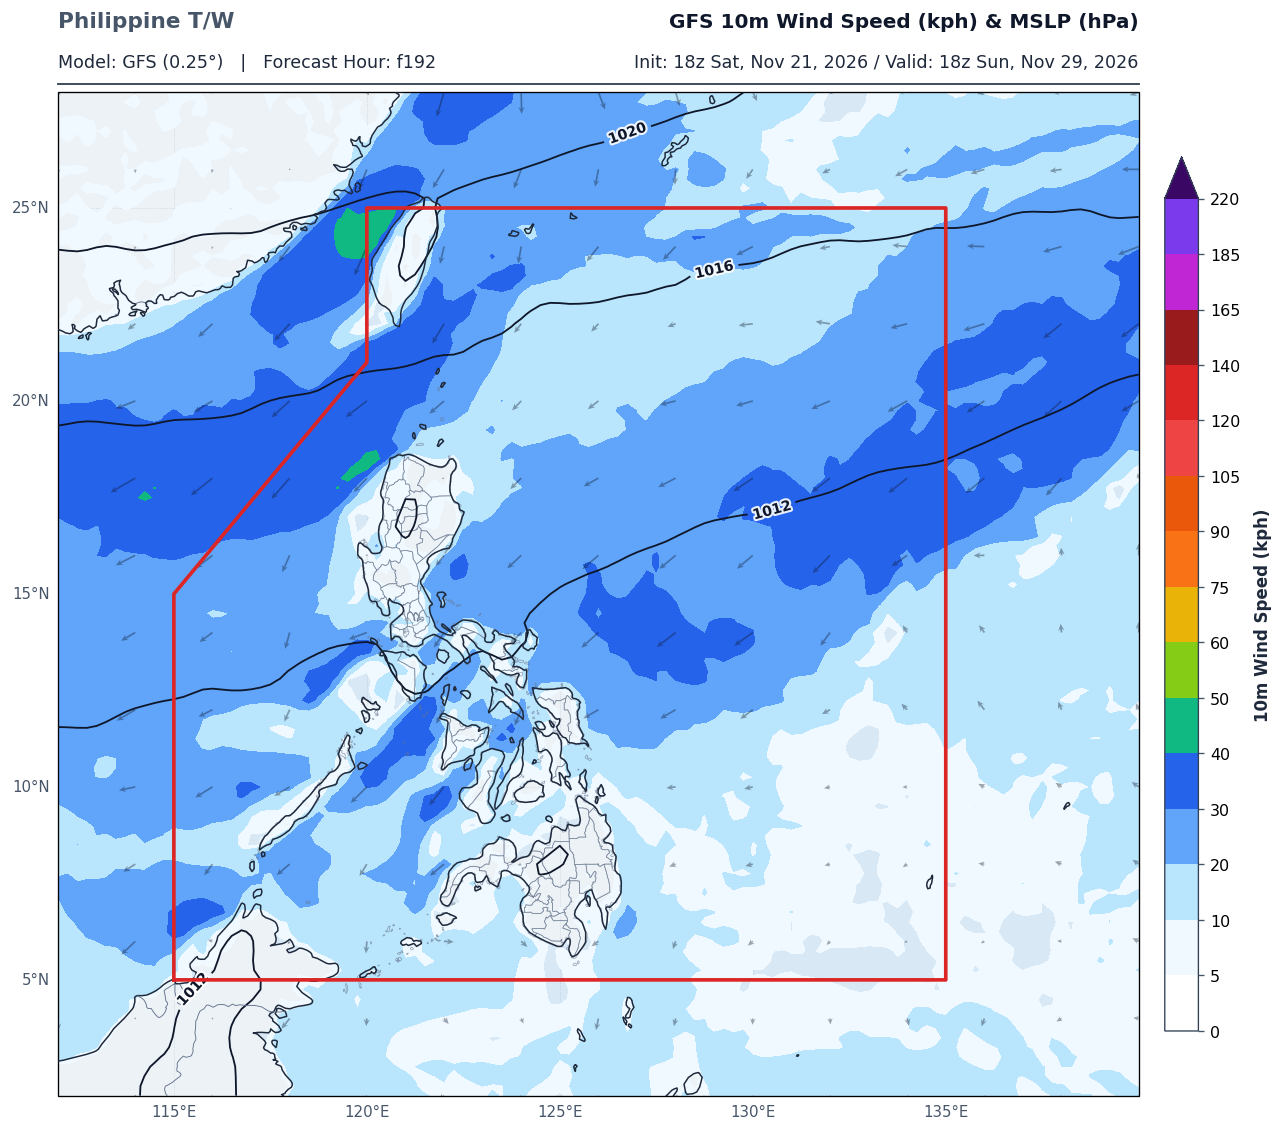 Philippine T/W
GFS 10m Wind Speed (kph) & MSLP (hPa)
Model: GFS (0.25°) | Forecast Hour: f192
Init: 18z Sat, Nov 21, 2026 / Valid: 18z Sun, Nov 29, 2026
1020
1016
1012
1012
25°N
20°N
15°N
10°N
5°N
115°E
120°E
125°E
130°E
135°E
220
185
165
140
120
105
90
75
60
50
40
30
20
10
5
0
10m Wind Speed (kph)